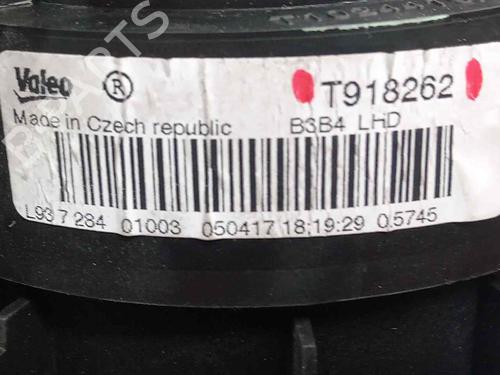 Valeo ® T918262
Made in Czech republic B3B4 LHD
L93 7 284 01003 050417 18:19:29 0,5745